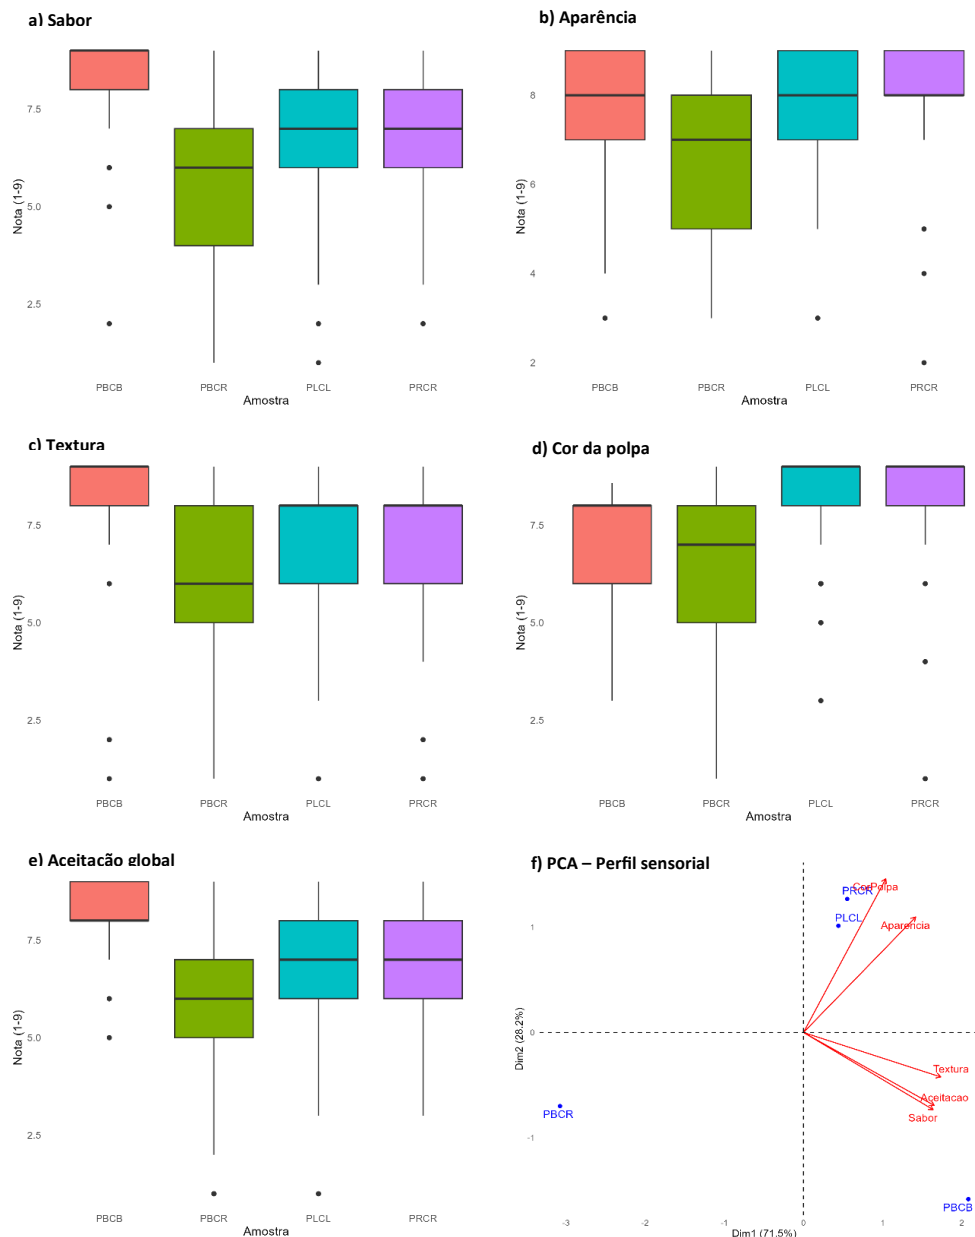 a) Sabor
Nota (1-9)
7.5
5.0
2.5
PBCB
PBCR
PLCL
PRCR
Amostra
b) Aparência
Nota (1-9)
8
6
4
2
PBCB
PBCR
PLCL
PRCR
Amostra
c) Textura
Nota (1-9)
7.5
5.0
2.5
PBCB
PBCR
PLCL
PRCR
Amostra
d) Cor da polpa
Nota (1-9)
7.5
5.0
2.5
PBCB
PBCR
PLCL
PRCR
Amostra
e) Aceitação global
Nota (1-9)
7.5
5.0
2.5
PBCB
PBCR
PLCL
PRCR
Amostra
f) PCA – Perfil sensorial
Dim2 (28.2%)
1
0
-1
CorPolpa
PRCR
PLCL
Aparencia
Textura
Aceitacao
Sabor
PBCR
PBCB
-3
-2
-1
0
1
2
Dim1 (71.5%)